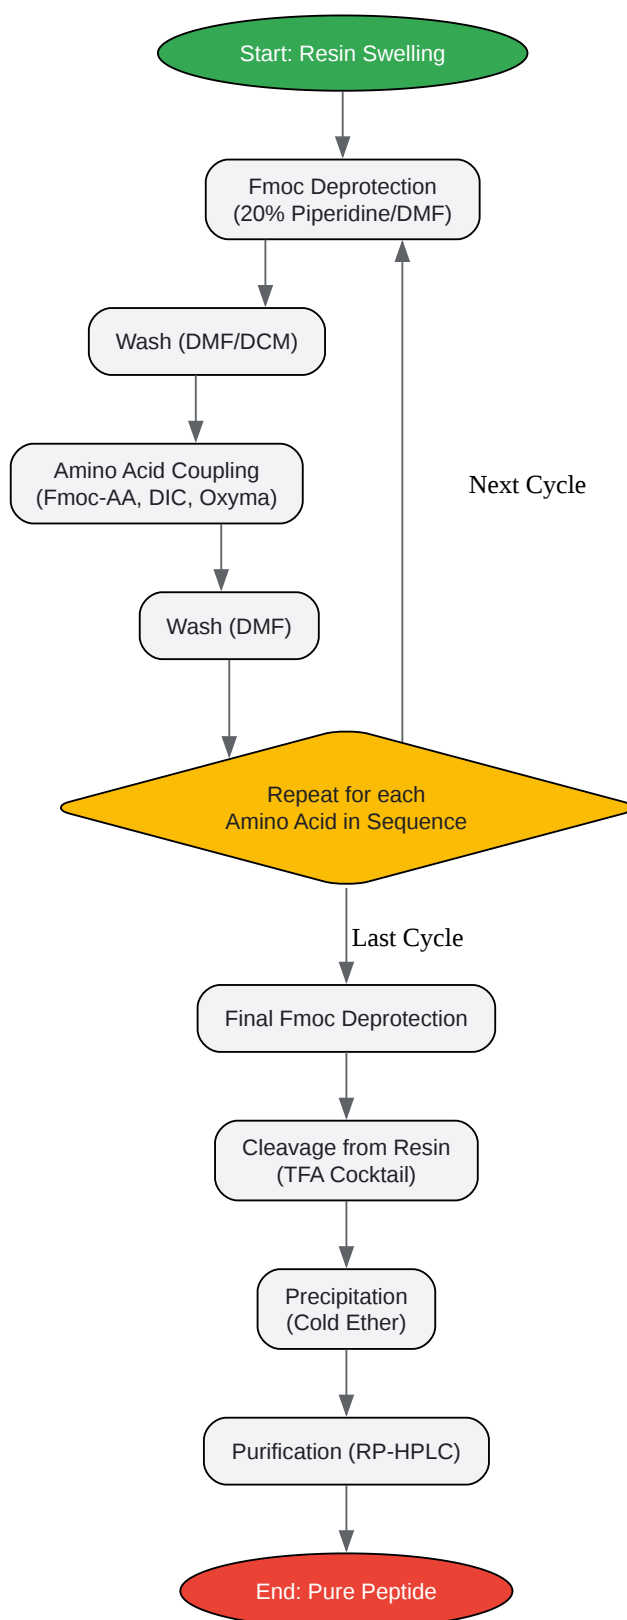 Start: Resin Swelling
Fmoc Deprotection
(20% Piperidine/DMF)
Wash (DMF/DCM)
Amino Acid Coupling
(Fmoc-AA, DIC, Oxyma)
Next Cycle
Wash (DMF)
Repeat for each
Amino Acid in Sequence
Last Cycle
Final Fmoc Deprotection
Cleavage from Resin
(TFA Cocktail)
Precipitation
(Cold Ether)
Purification (RP-HPLC)
End: Pure Peptide